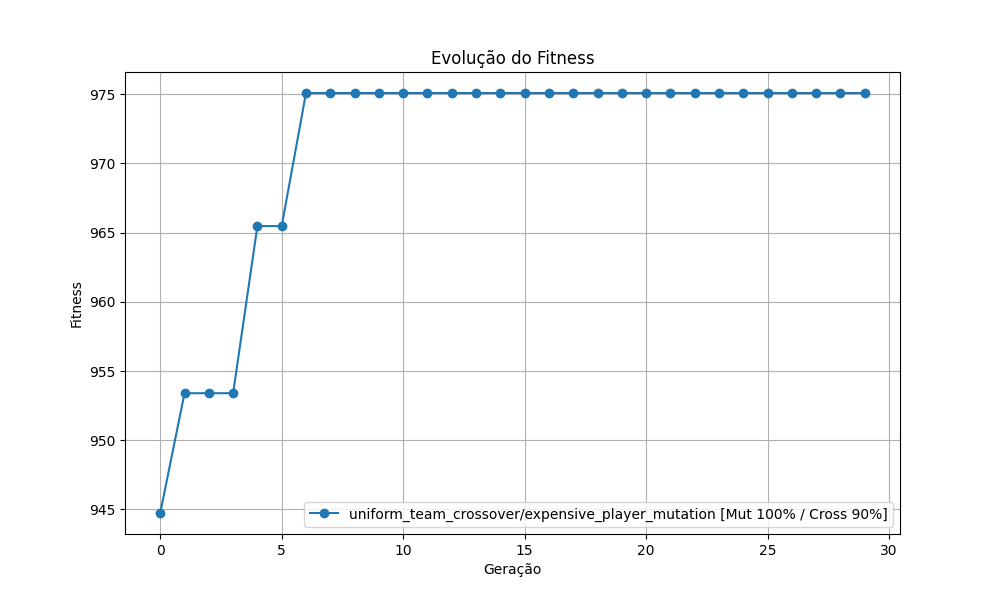 Evolução do Fitness
Fitness
975
970
965
960
955
950
945
uniform_team_crossover/expensive_player_mutation [Mut 100% / Cross 90%]
0 5 10 15 20 25 30
Geração